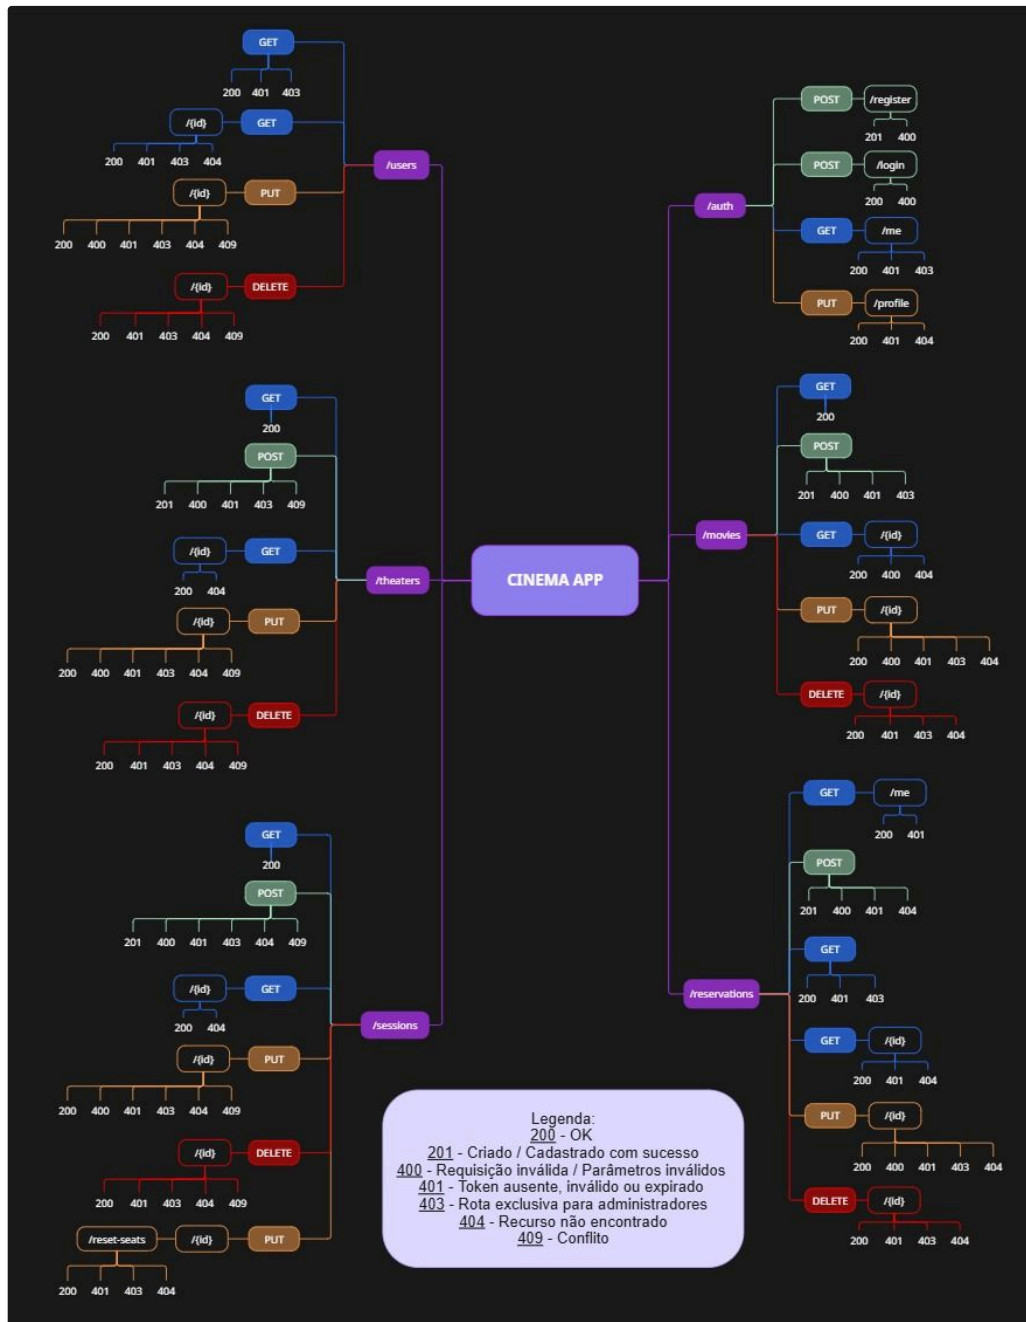 CINEMA APP
/users
GET
200 401 403
/{id} GET
200 401 403 404
/{id} PUT
200 400 401 403 404 409
/{id} DELETE
200 401 403 404 409
/theaters
GET
200
POST
201 400 401 403 409
/{id} GET
200 404
/{id} PUT
200 400 401 403 404 409
/{id} DELETE
200 401 403 404 409
/sessions
GET
200
POST
201 400 401 403 404 409
/{id} GET
200 404
/{id} PUT
200 400 401 403 404 409
/{id} DELETE
200 401 403 404 409
/reset-seats /{id} PUT
200 401 403 404
/auth
POST /register
201 400
POST /login
200 400
GET /me
200 401 403
PUT /profile
200 401 404
/movies
GET
200
POST
201 400 401 403
GET /{id}
200 400 404
PUT /{id}
200 400 401 403 404
DELETE /{id}
200 401 403 404
/reservations
GET /me
200 401
POST
201 400 401 404
GET
200 401 403
GET /{id}
200 401 404
PUT /{id}
200 400 401 403 404
DELETE /{id}
200 401 403 404
Legenda:
200 - OK
201 - Criado / Cadastrado com sucesso
400 - Requisição inválida / Parâmetros inválidos
401 - Token ausente, inválido ou expirado
403 - Rota exclusiva para administradores
404 - Recurso não encontrado
409 - Conflito